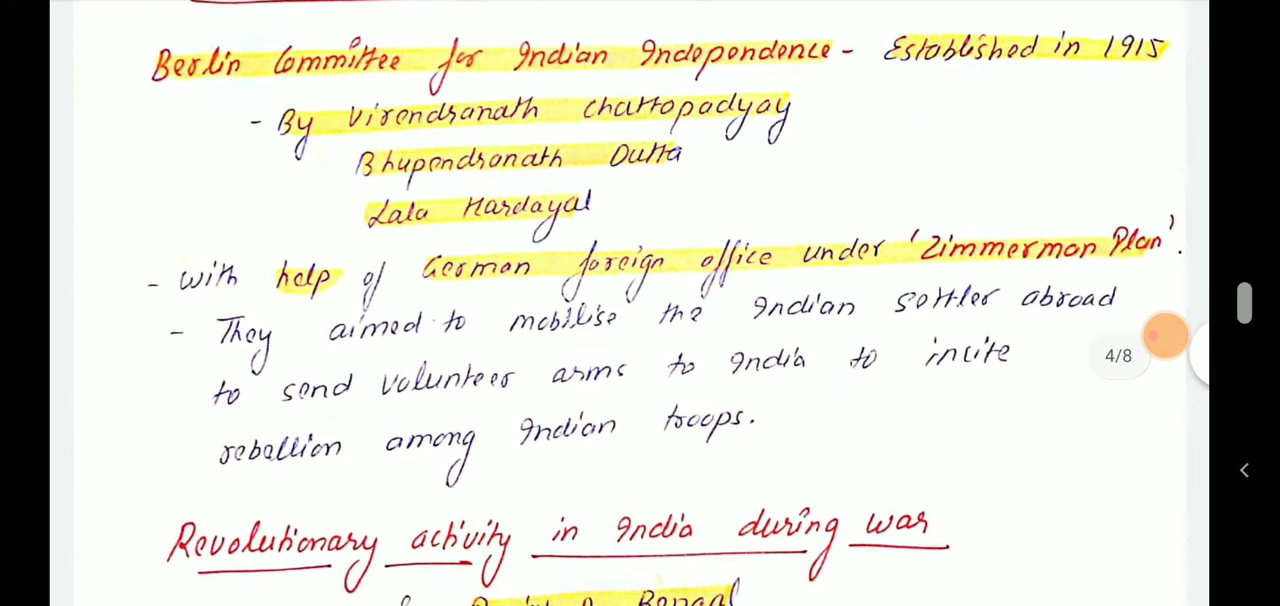 Berlin Committee for Indian Independence - Established in 1915
- By Virendranath Chattopadyay
Bhupendranath Dutta
Lala Hardayal
- With help of German foreign office under 'Zimmerman Plan'.
- They aimed to mobilise the Indian settler abroad
to send volunteer arms to India to incite
rebellion among Indian troops.
4/8
Revolutionary activity in India during war
Bengal